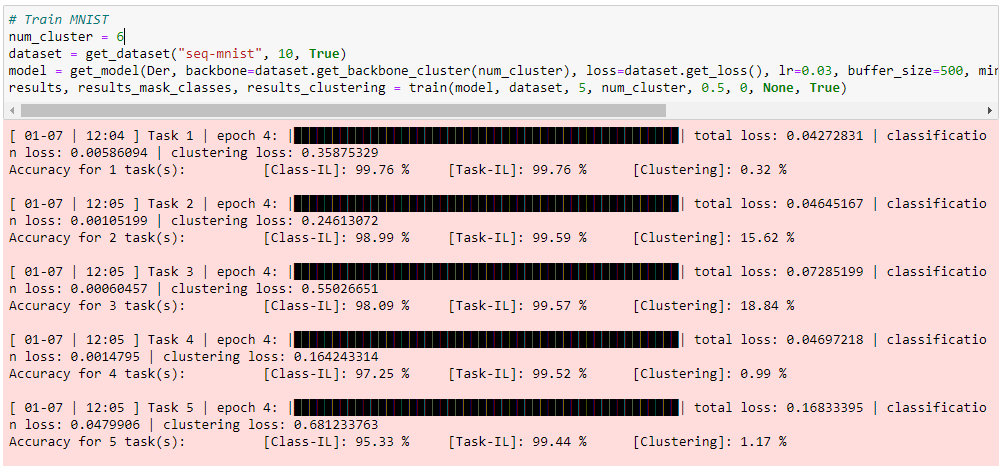 # Train MNIST
num_cluster = 6
dataset = get_dataset("seq-mnist", 10, True)
model = get_model(Der, backbone=dataset.get_backbone_cluster(num_cluster), loss=dataset.get_loss(), lr=0.03, buffer_size=500, min
results, results_mask_classes, results_clustering = train(model, dataset, 5, num_cluster, 0.5, 0, None, True)
[ 01-07 | 12:04 ] Task 1 | epoch 4: || total loss: 0.04272831 | classificatio
n loss: 0.00586094 | clustering loss: 0.35875329
Accuracy for 1 task(s): [Class-IL]: 99.76 % [Task-IL]: 99.76 % [Clustering]: 0.32 %
[ 01-07 | 12:05 ] Task 2 | epoch 4: || total loss: 0.04645167 | classificatio
n loss: 0.00105199 | clustering loss: 0.24613072
Accuracy for 2 task(s): [Class-IL]: 98.99 % [Task-IL]: 99.59 % [Clustering]: 15.62 %
[ 01-07 | 12:05 ] Task 3 | epoch 4: || total loss: 0.07285199 | classificatio
n loss: 0.00060457 | clustering loss: 0.55026651
Accuracy for 3 task(s): [Class-IL]: 98.09 % [Task-IL]: 99.57 % [Clustering]: 18.84 %
[ 01-07 | 12:05 ] Task 4 | epoch 4: || total loss: 0.04697218 | classificatio
n loss: 0.0014795 | clustering loss: 0.164243314
Accuracy for 4 task(s): [Class-IL]: 97.25 % [Task-IL]: 99.52 % [Clustering]: 0.99 %
[ 01-07 | 12:05 ] Task 5 | epoch 4: || total loss: 0.16833395 | classificatio
n loss: 0.0479906 | clustering loss: 0.681233763
Accuracy for 5 task(s): [Class-IL]: 95.33 % [Task-IL]: 99.44 % [Clustering]: 1.17 %